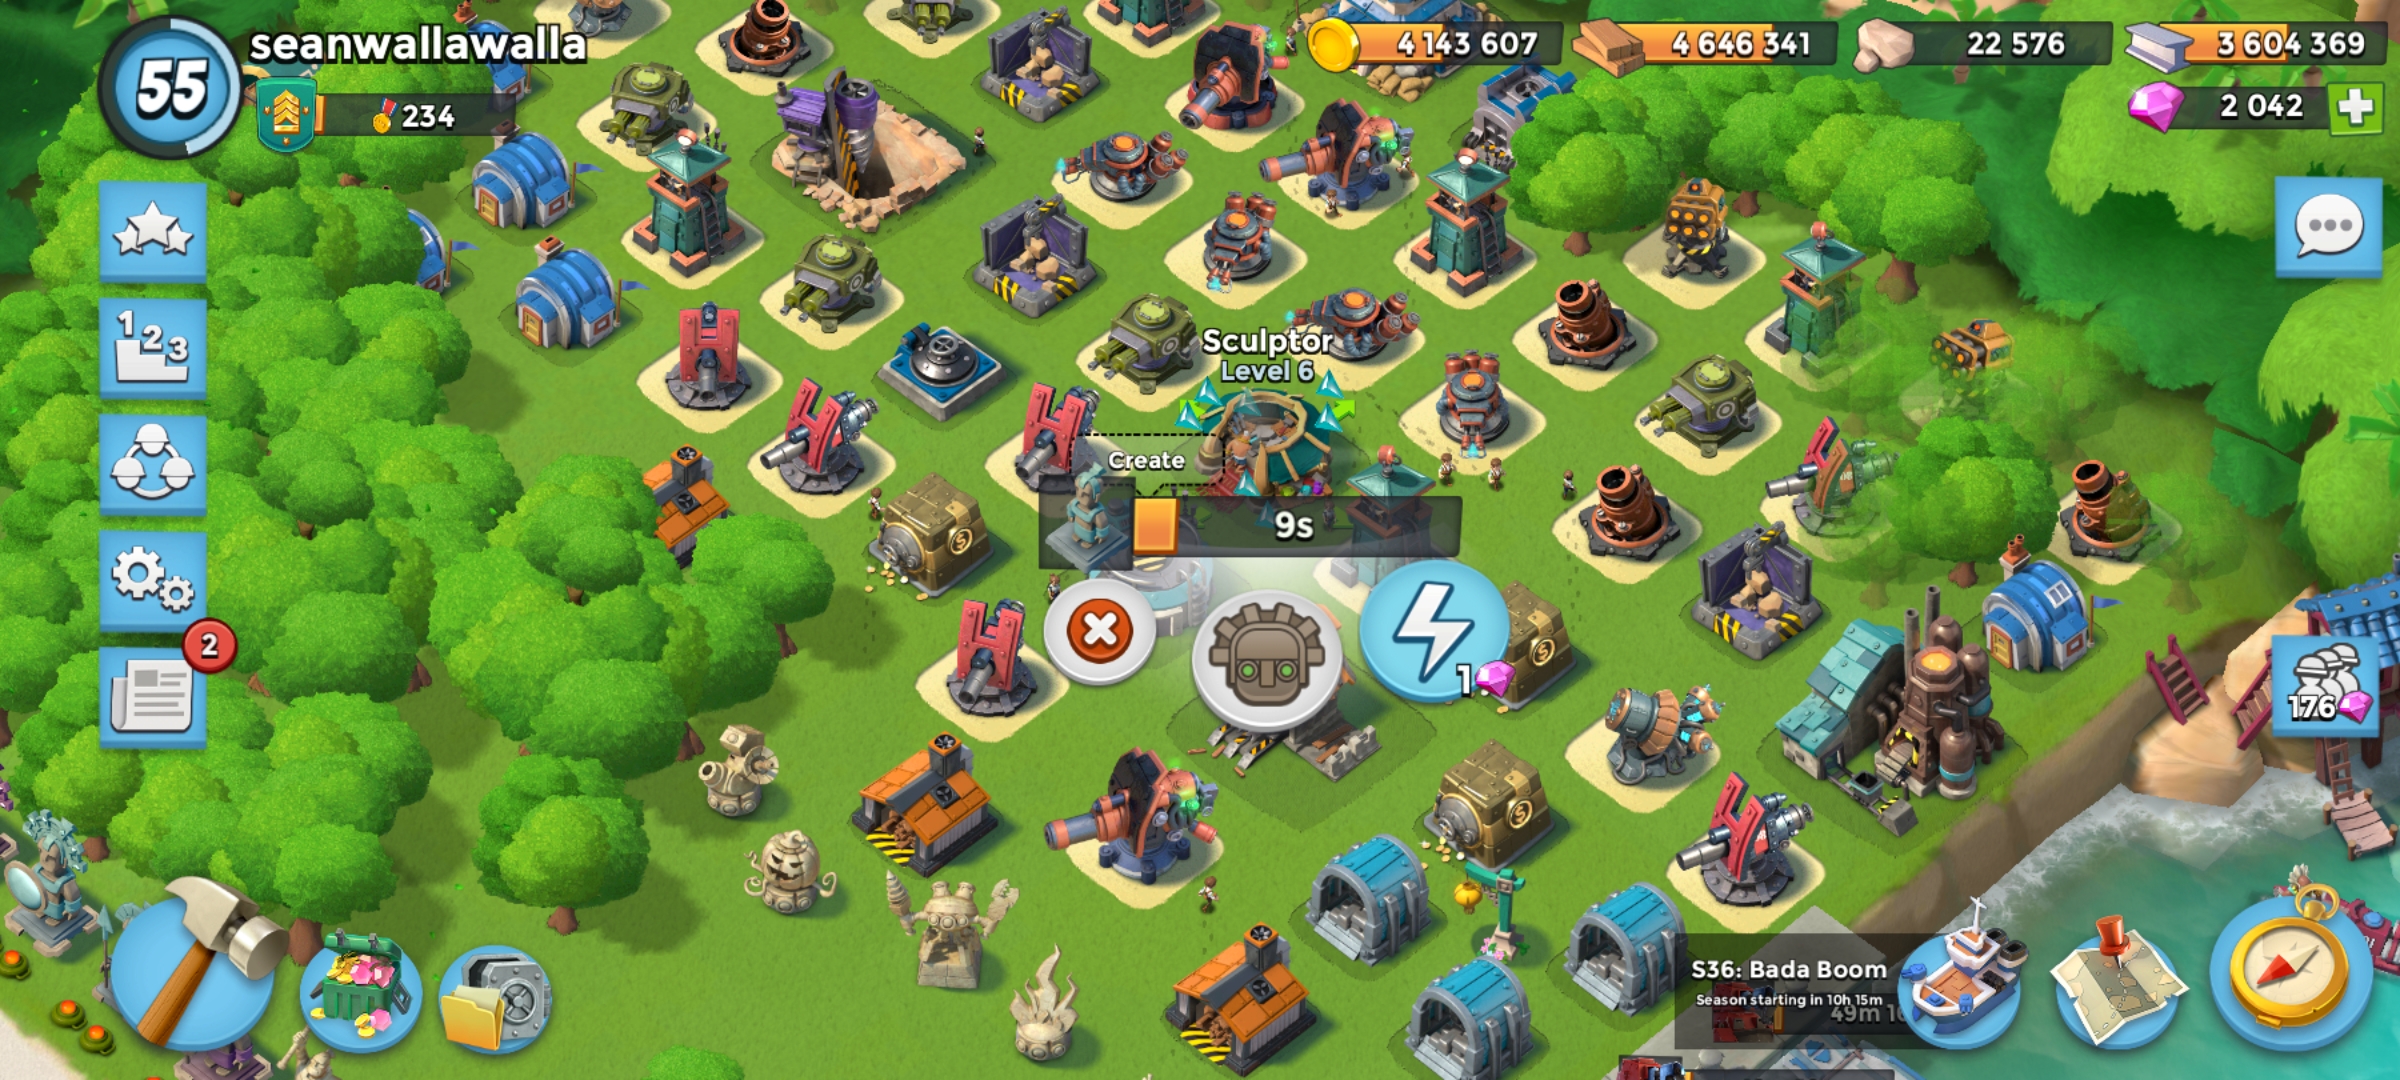 55
seanwallawalla
234
4 143 607
4 646 341
22 576
3 604 369
2 042
123
2
Sculptor
Level 6
Create
9s
1
176
S36: Bada Boom
Season starting in 10h 15m